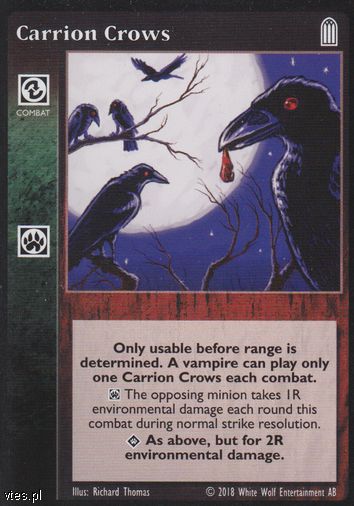 Carrion Crows
COMBAT
Only usable before range is
determined. A vampire can play only
one Carrion Crows each combat.
The opposing minion takes 1R
environmental damage each round this
combat during normal strike resolution.
As above, but for 2R
environmental damage.
Illus: Richard Thomas © 2018 White Wolf Entertainment AB
vtes.pl